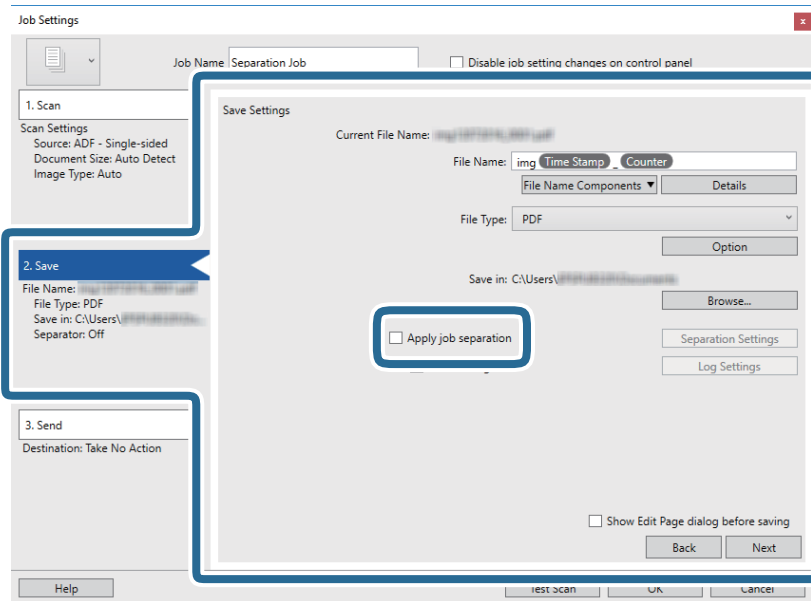 Job Settings
x
Job Name Separation Job
Disable job setting changes on control panel
1. Scan
Scan Settings
Source: ADF - Single-sided
Document Size: Auto Detect
Image Type: Auto
2. Save
File Name:
File Type: PDF
Save in: C:\Users\
Separator: Off
3. Send
Destination: Take No Action
Save Settings
Current File Name:
File Name: img Time Stamp _ Counter
File Name Components ▼ Details
File Type: PDF
Option
Save in: C:\Users\
Browse...
Apply job separation
Separation Settings
Log Settings
Show Edit Page dialog before saving
Back Next
Help Test Scan OK Cancel